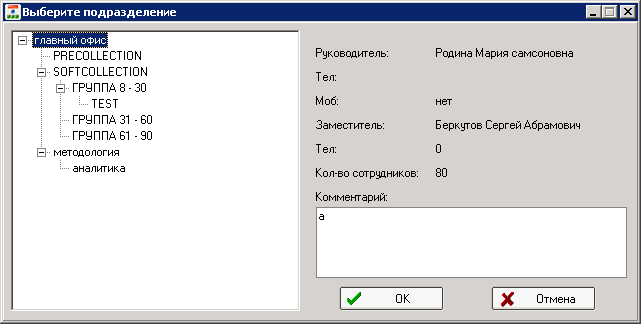 Выберите подразделение
главный офис
PRECOLLECTION
SOFTCOLLECTION
ГРУППА 8 - 30
TEST
ГРУППА 31 - 60
ГРУППА 61 - 90
методология
аналитика
Руководитель: Родина Мария самсоновна
Тел:
Моб: нет
Заместитель: Беркутов Сергей Абрамович
Тел: 0
Кол-во сотрудников: 80
Комментарий:
а
OK
Отмена